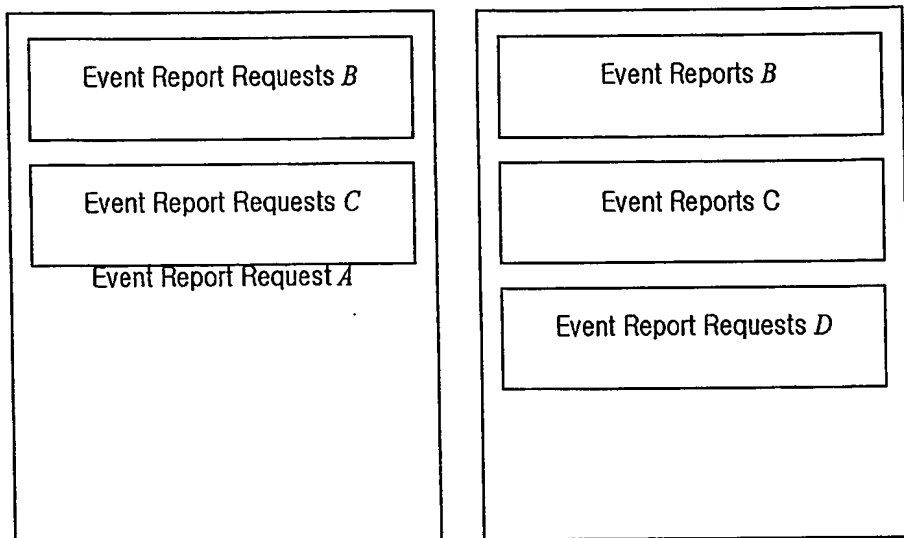 Event Report Requests B
Event Report Requests C
Event Report Request A
Event Reports B
Event Reports C
Event Report Requests D